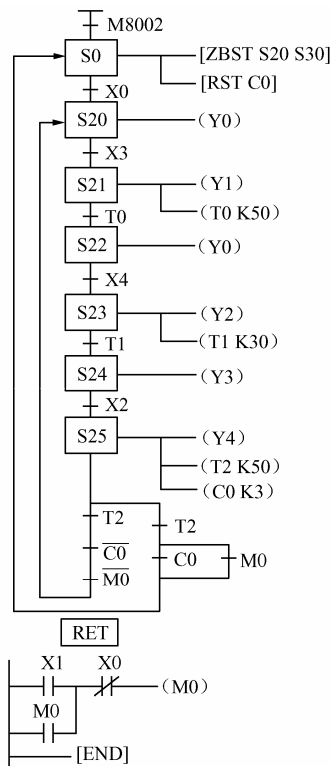 M8002
S0 [ZBST S20 S30]
[RST C0]
X0
S20 (Y0)
X3
S21 (Y1)
T0 (T0 K50)
S22 (Y0)
X4
S23 (Y2)
T1 (T1 K30)
S24 (Y3)
X2
S25 (Y4)
(T2 K50)
(C0 K3)
T2 T2
C̅0̅ C0 M0
M̅0̅
RET
X1 X0
(M0)
M0
[END]